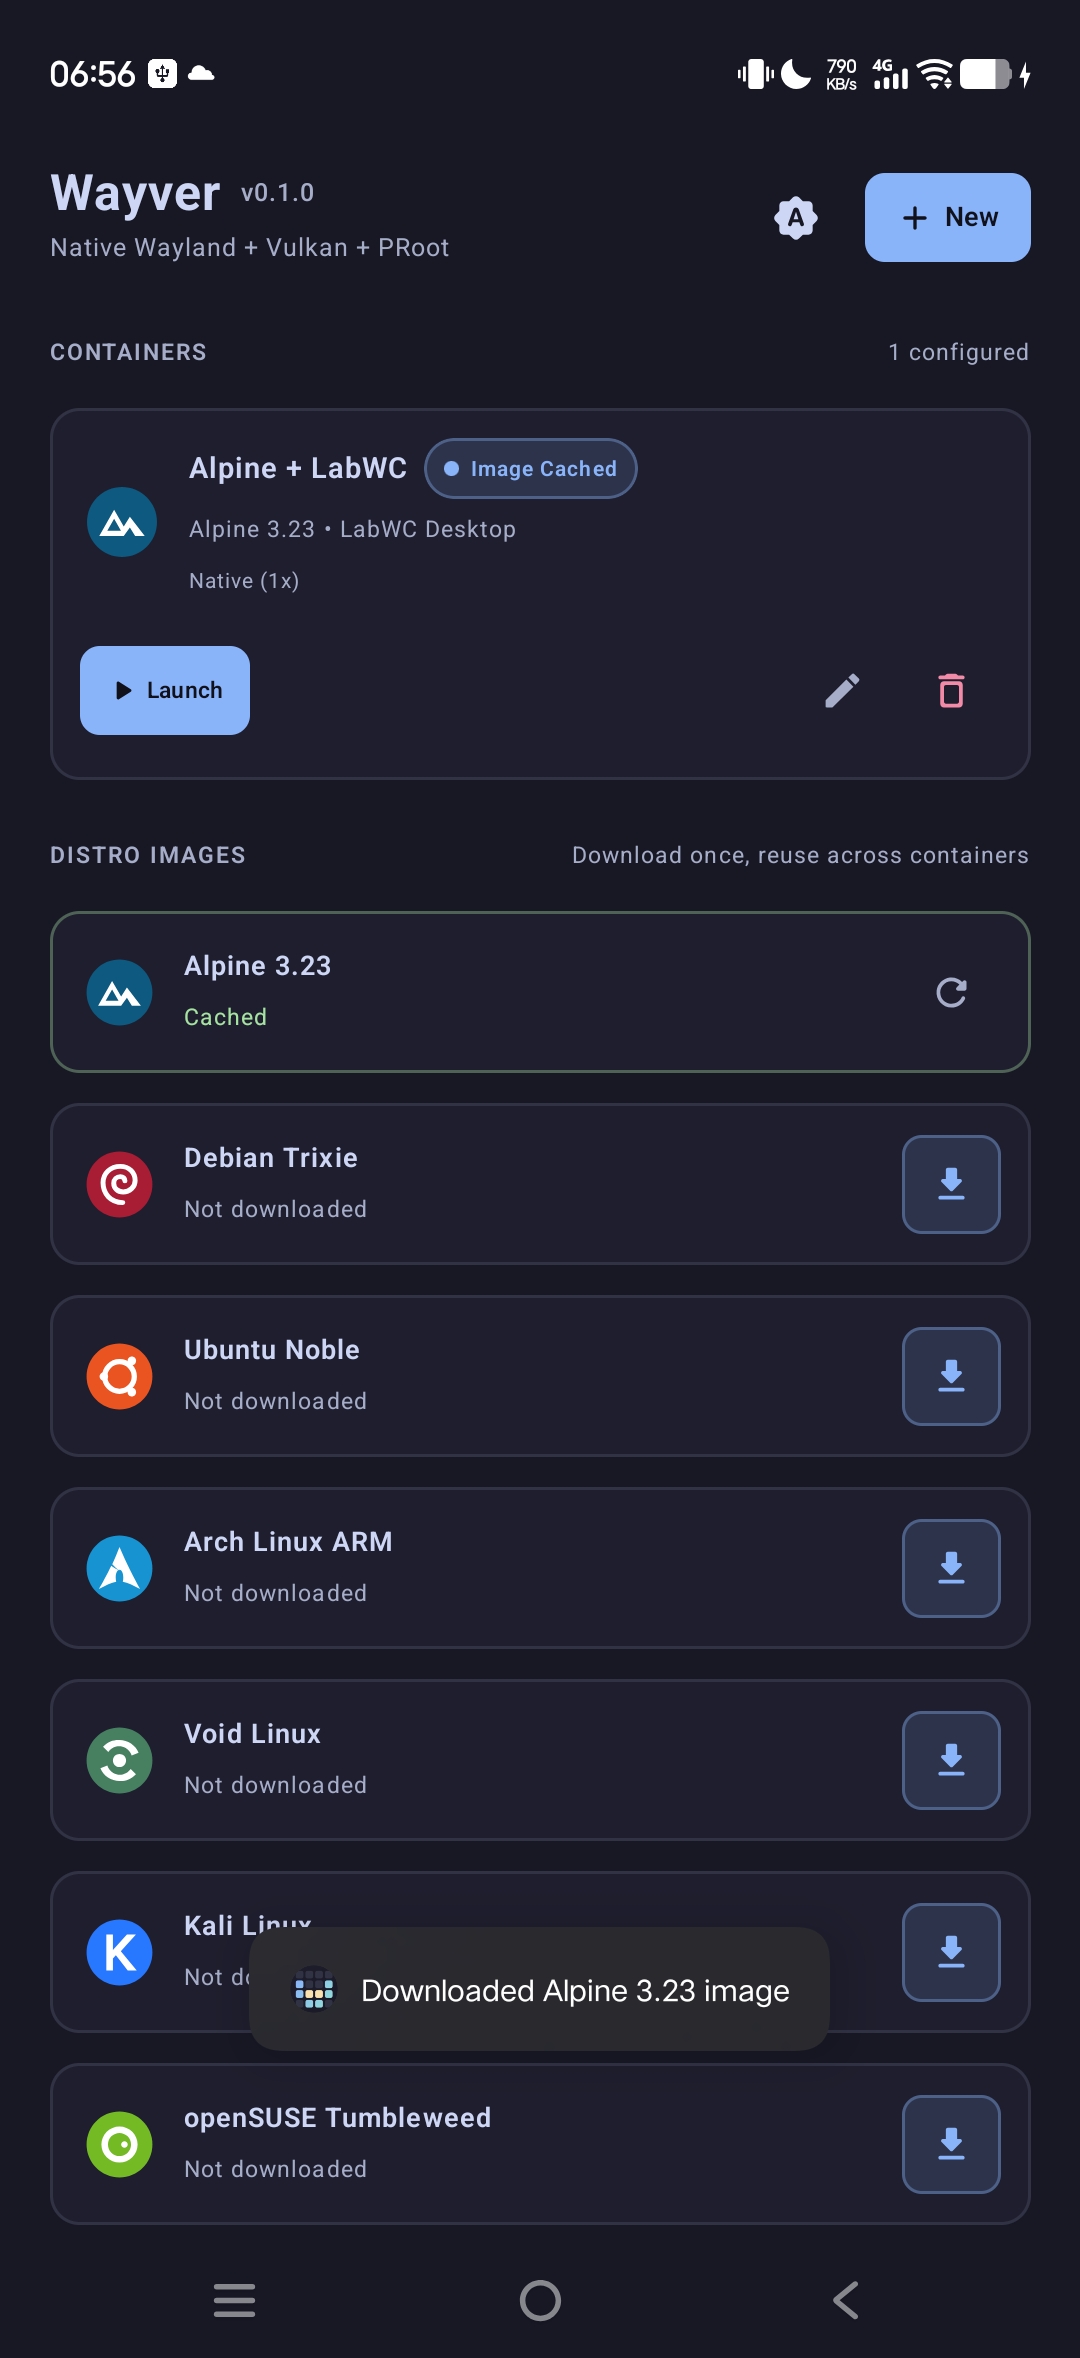 06:56
790 KB/s
4G
Wayver v0.1.0
Native Wayland + Vulkan + PRoot
A
New
CONTAINERS
1 configured
Alpine + LabWC
Image Cached
Alpine 3.23 • LabWC Desktop
Native (1x)
Launch
DISTRO IMAGES
Download once, reuse across containers
Alpine 3.23
Cached
Debian Trixie
Not downloaded
Ubuntu Noble
Not downloaded
Arch Linux ARM
Not downloaded
Void Linux
Not downloaded
K
Kali Linux
Not
Downloaded Alpine 3.23 image
openSUSE Tumbleweed
Not downloaded